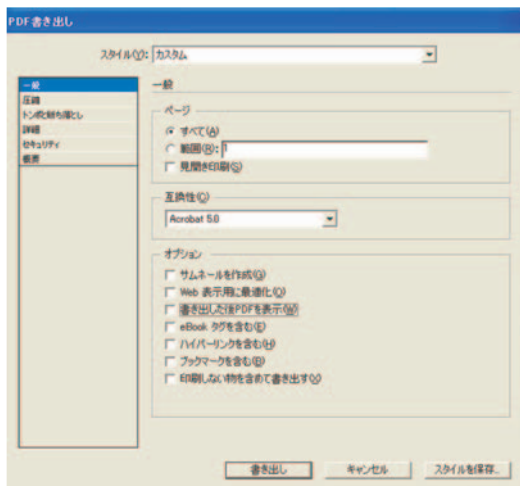 PDF書き出し
スタイル(Y): カスタム
一般
圧縮
トンボと裁ち落とし
詳細
セキュリティ
概要
一般
ページ
すべて(A)
範囲(R): 1
見開き印刷(S)
互換性(C)
Acrobat 5.0
オプション
サムネールを作成(G)
Web 表示用に最適化(O)
書き出した後PDFを表示(W)
eBook タグを含む(E)
ハイパーリンクを含む(H)
ブックマークを含む(B)
印刷しない物を含めて書き出す(X)
書き出し
キャンセル
スタイルを保存...